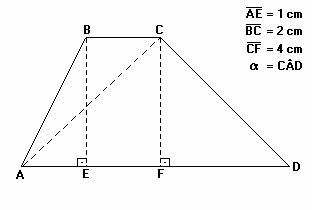 AE = 1 cm
BC = 2 cm
CF = 4 cm
α = CÂD
B C
A E F D